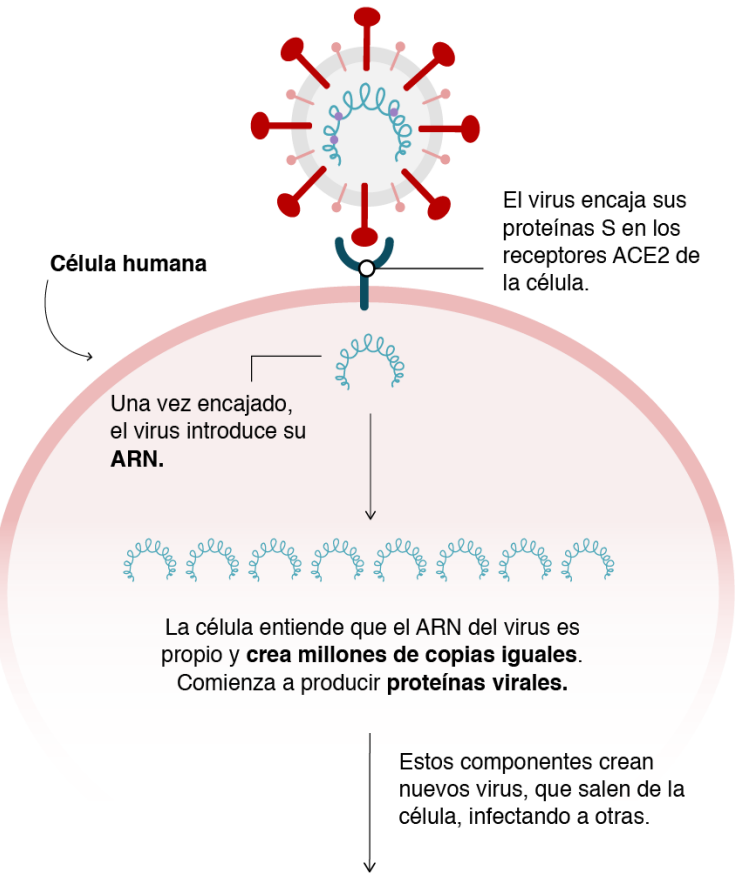 El virus encaja sus
proteínas S en los
receptores ACE2 de
la célula.
Célula humana
Una vez encajado,
el virus introduce su
ARN.
La célula entiende que el ARN del virus es
propio y crea millones de copias iguales.
Comienza a producir proteínas virales.
Estos componentes crean
nuevos virus, que salen de la
célula, infectando a otras.